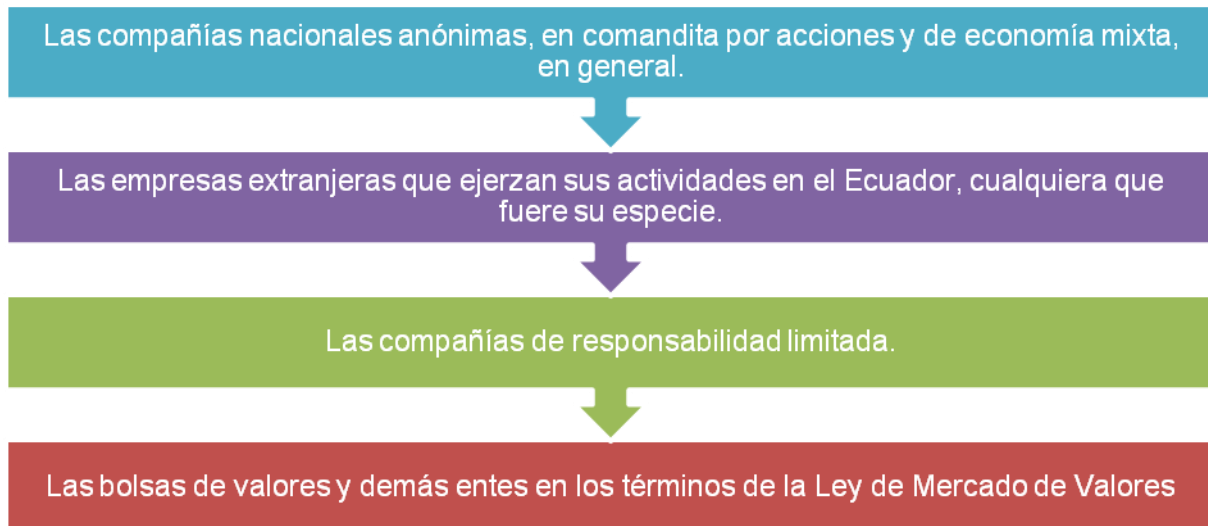 Las compañías nacionales anónimas, en comandita por acciones y de economía mixta,
en general.
Las empresas extranjeras que ejerzan sus actividades en el Ecuador, cualquiera que
fuere su especie.
Las compañías de responsabilidad limitada.
Las bolsas de valores y demás entes en los términos de la Ley de Mercado de Valores